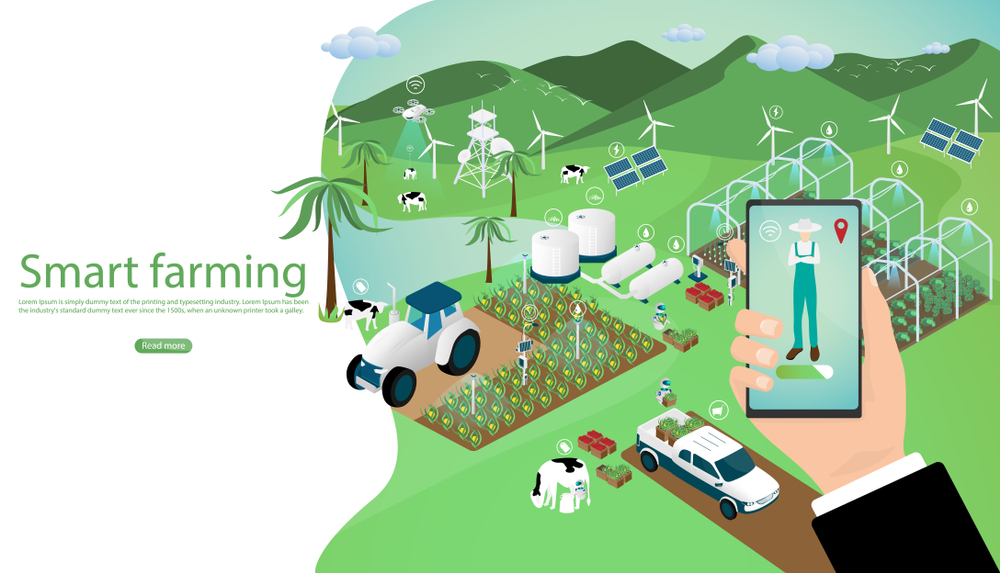 Smart farming
Lorem Ipsum is simply dummy text of the printing and typesetting industry. Lorem Ipsum has been
the industry's standard dummy text ever since the 1500s, when an unknown printer took a galley.
Read more